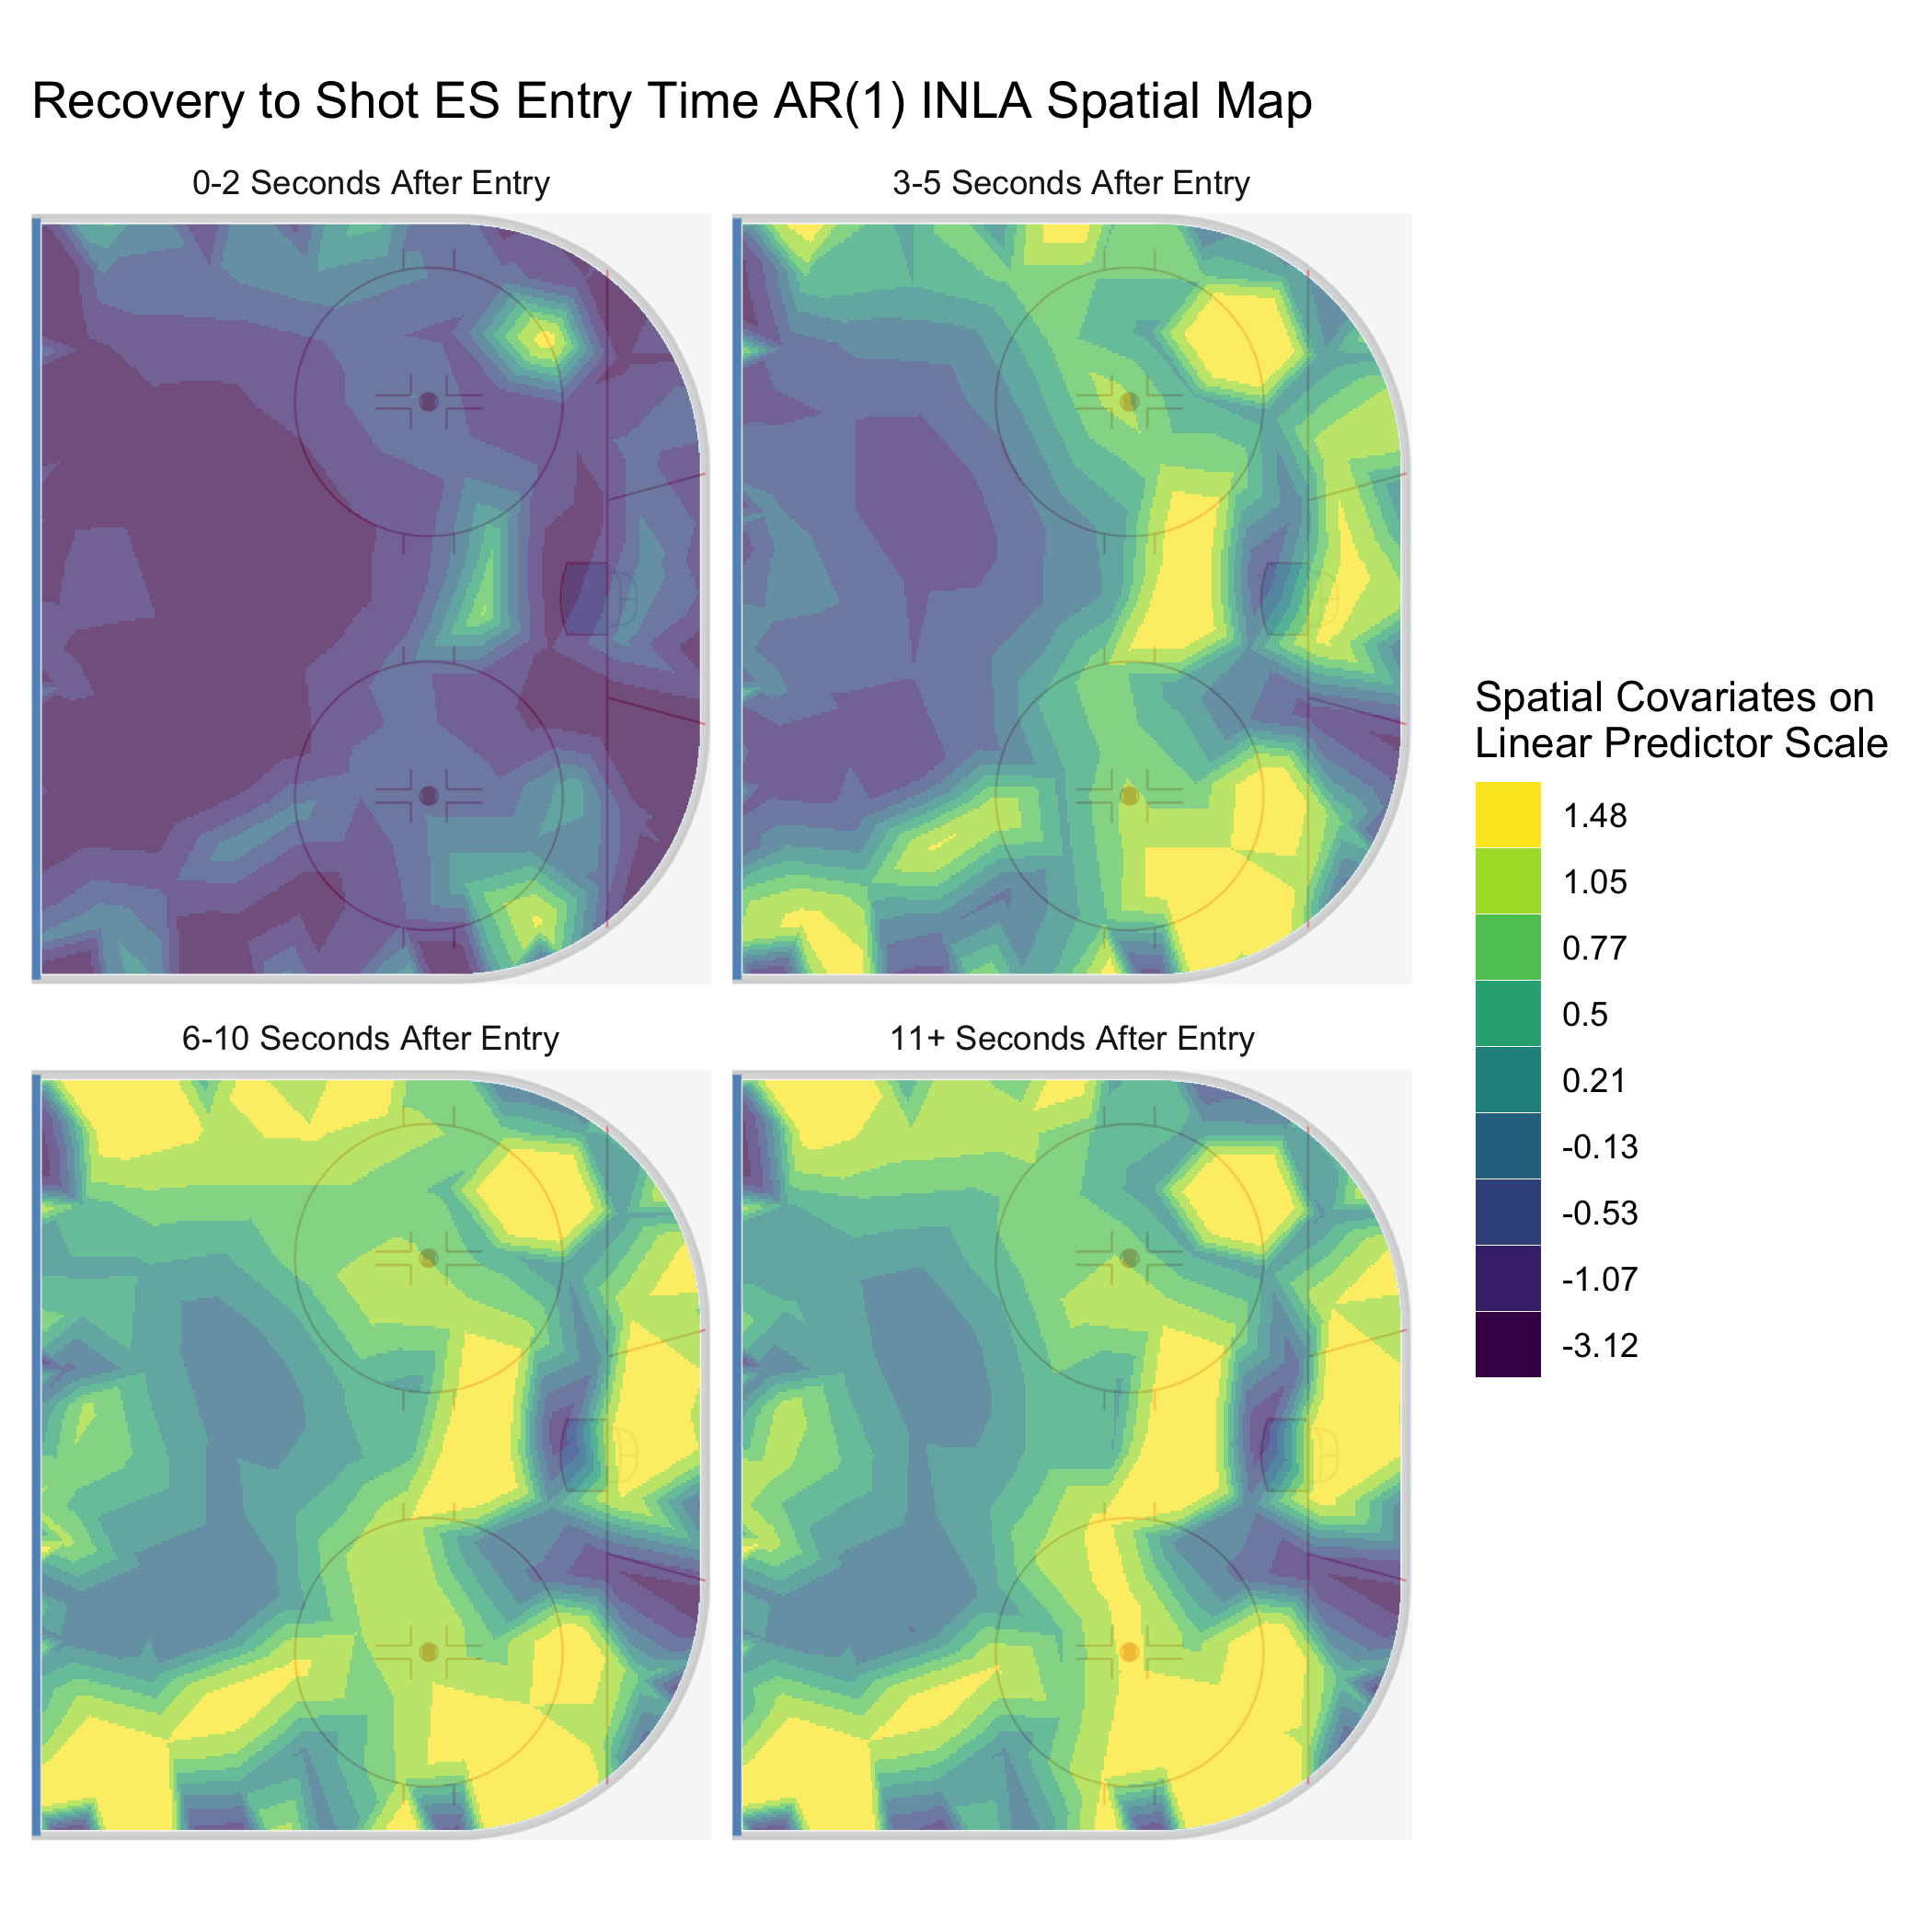 Recovery to Shot ES Entry Time AR(1) INLA Spatial Map
0-2 Seconds After Entry
3-5 Seconds After Entry
6-10 Seconds After Entry
11+ Seconds After Entry
Spatial Covariates on
Linear Predictor Scale
1.48
1.05
0.77
0.5
0.21
-0.13
-0.53
-1.07
-3.12